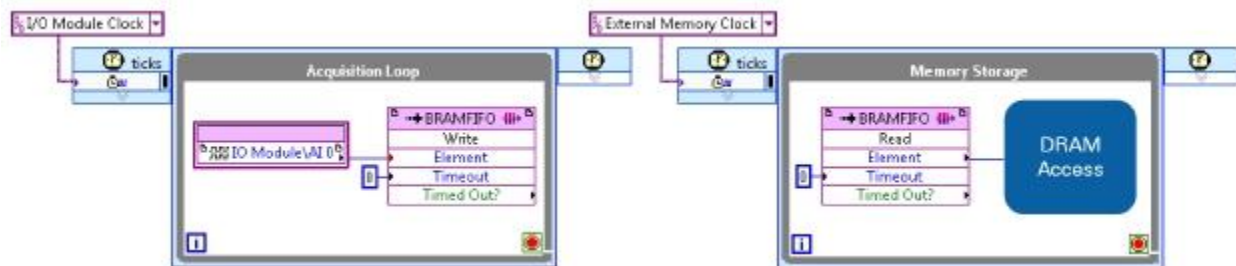 I/O Module Clock
ticks
Acquisition Loop
IO Module\AI 0
BRAMFIFO
Write
Element
0
Timeout
Timed Out?
i
External Memory Clock
ticks
Memory Storage
BRAMFIFO
Read
Element
0
Timeout
Timed Out?
DRAM
Access
i